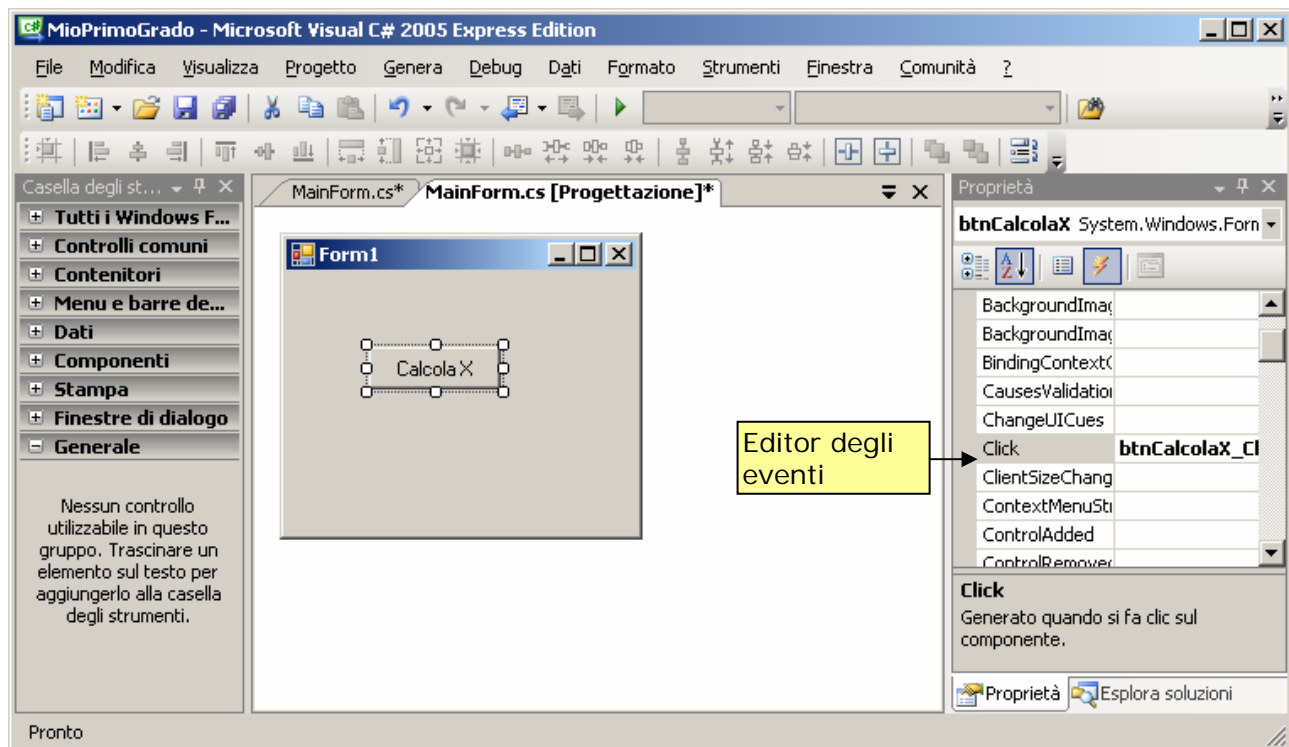 MioPrimoGrado - Microsoft Visual C# 2005 Express Edition
File Modifica Visualizza Progetto Genera Debug Dati Formato Strumenti Finestra Comunità ?
Casella degli st...
Tutti i Windows F...
Controlli comuni
Contenitori
Menu e barre de...
Dati
Componenti
Stampa
Finestre di dialogo
Generale
Nessun controllo
utilizzabile in questo
gruppo. Trascinare un
elemento sul testo per
aggiungerlo alla casella
degli strumenti.
MainForm.cs* MainForm.cs [Progettazione]*
Form1
Calcola X
Editor degli
eventi
Proprietà
btnCalcolaX System.Windows.Forn
BackgroundImag
BackgroundImag
BindingContextC
CausesValidation
ChangeUICues
Click btnCalcolaX_Cl
ClientSizeChang
ContextMenuStr
ControlAdded
ControlRemoved
Click
Generato quando si fa clic sul
componente.
Proprietà Esplora soluzioni
Pronto